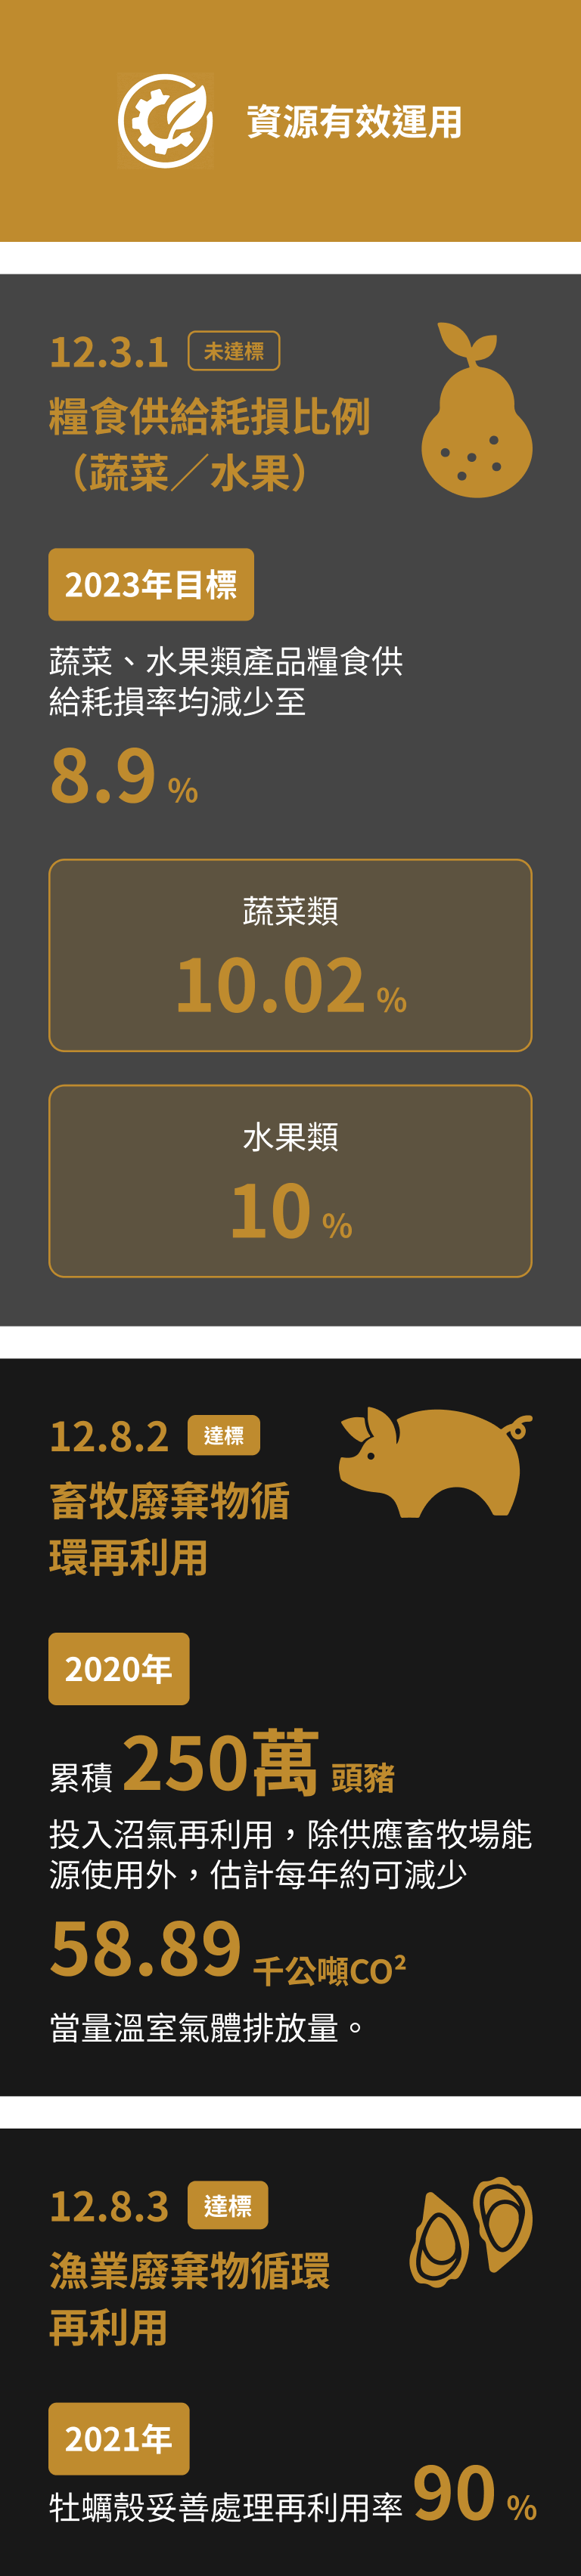 資源有效運用
12.3.1 未達標
糧食供給耗損比例
（蔬菜／水果）
2023年目標
蔬菜、水果類產品糧食供
給耗損率均減少至
8.9 %
蔬菜類
10.02 %
水果類
10 %
12.8.2 達標
畜牧廢棄物循
環再利用
2020年
累積 250萬 頭豬
投入沼氣再利用，除供應畜牧場能
源使用外，估計每年約可減少
58.89 千公噸CO²
當量溫室氣體排放量。
12.8.3 達標
漁業廢棄物循環
再利用
2021年
牡蠣殼妥善處理再利用率 90 %